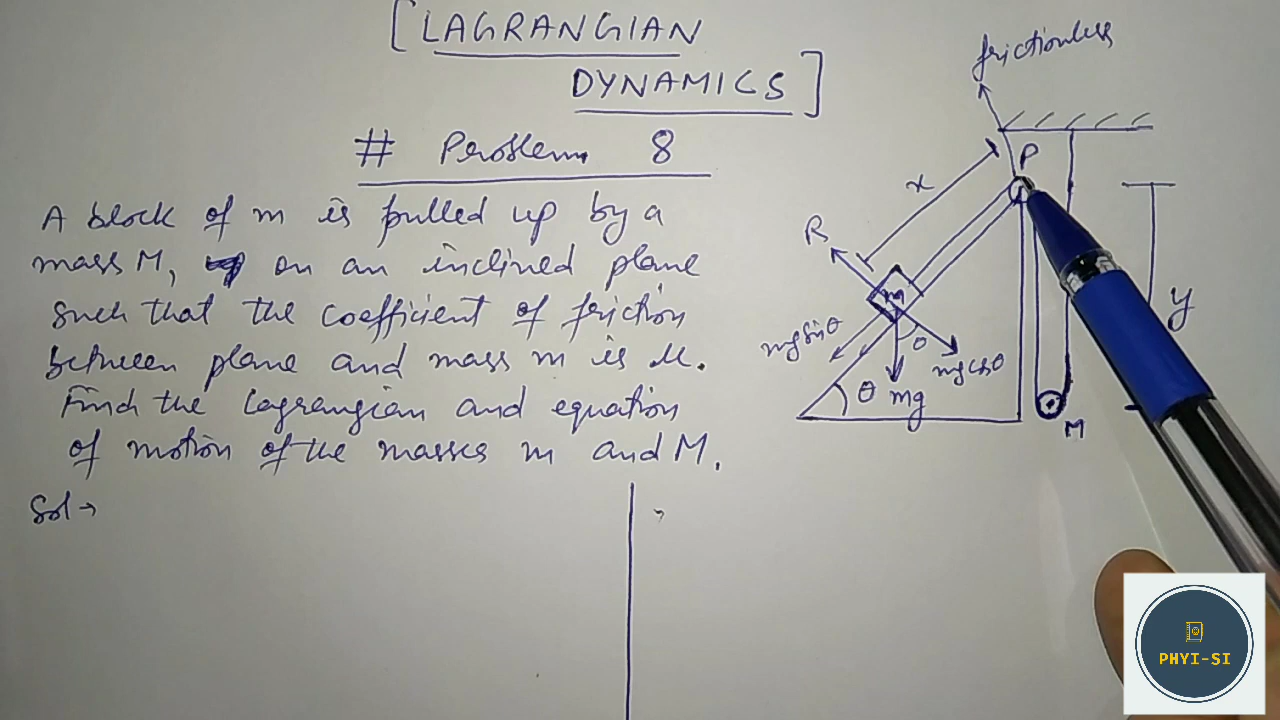 [LAGRANGIAN
DYNAMICS]
# Problem 8
A block of m is pulled up by a
mass M, on an inclined plane
such that the coefficient of friction
between plane and mass m is μ.
Find the Lagrangian and equation
of motion of the masses m and M.
Sol →
frictionless
P
x
R
m
y
mg sinθ
θ
mg cosθ
θ mg
M
PHYI-SI